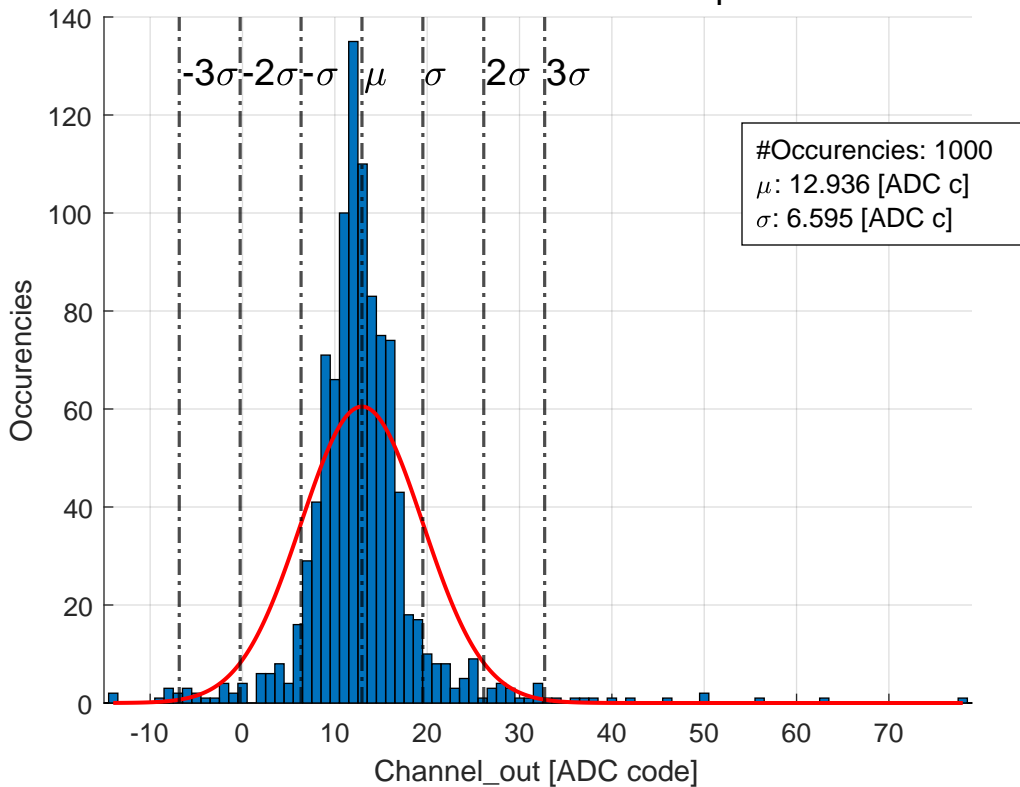 140
120
100
80
60
40
20
0
-3σ -2σ -σ μ σ 2σ 3σ
#Occurencies: 1000
μ: 12.936 [ADC c]
σ: 6.595 [ADC c]
Occurencies
-10 0 10 20 30 40 50 60 70
Channel_out [ADC code]